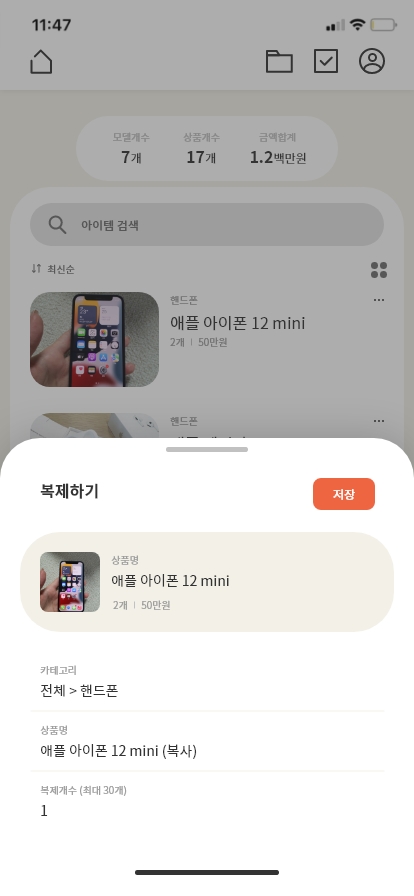 11:47
모델개수 상품개수 금액합계
7개 17개 1.2백만원
아이템 검색
최신순
핸드폰
애플 아이폰 12 mini
2개 | 50만원
핸드폰
복제하기
저장
상품명
애플 아이폰 12 mini
2개 | 50만원
카테고리
전체 > 핸드폰
상품명
애플 아이폰 12 mini (복사)
복제개수 (최대 30개)
1